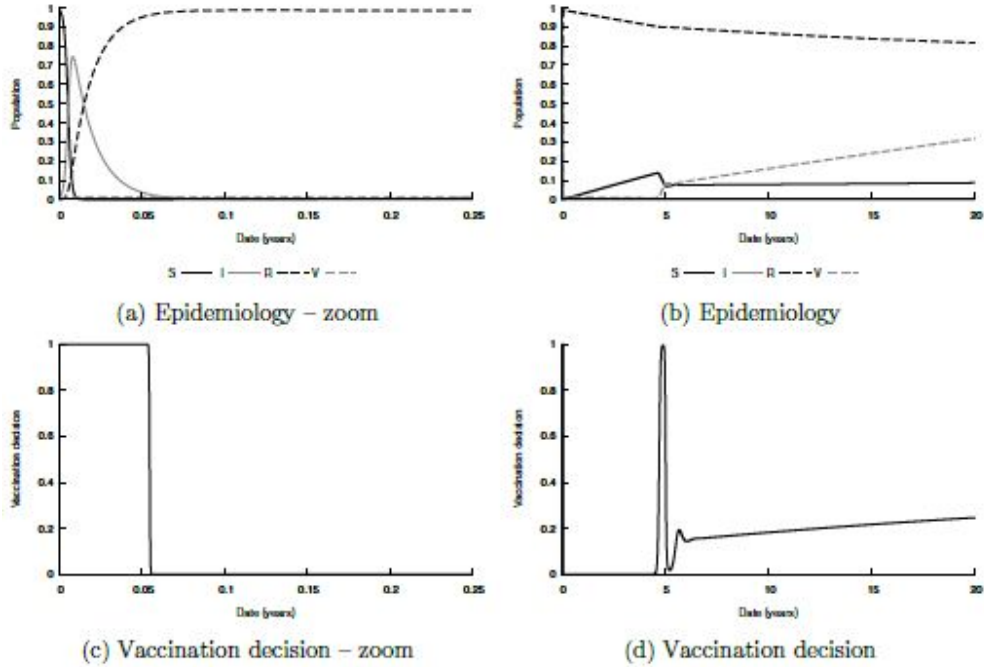 1
0.9
0.8
0.7
0.6
0.5
0.4
0.3
0.2
0.1
0
Population
0 0.05 0.1 0.15 0.2 0.25
Date (years)
S I R V
(a) Epidemiology – zoom
1
0.9
0.8
0.7
0.6
0.5
0.4
0.3
0.2
0.1
0
Population
0 5 10 15 20
Date (years)
S I R V
(b) Epidemiology
1
0.8
0.6
0.4
0.2
0
Vaccination decision
0 0.05 0.1 0.15 0.2 0.25
Date (years)
(c) Vaccination decision – zoom
1
0.8
0.6
0.4
0.2
0
Vaccination decision
0 5 10 15 20
Date (years)
(d) Vaccination decision